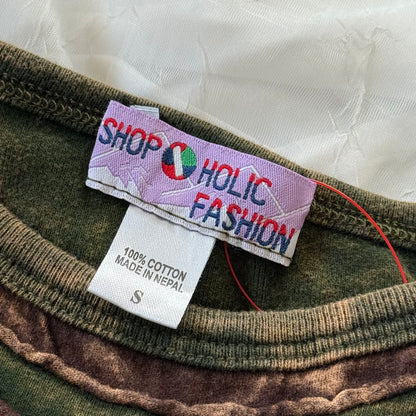 SHOP HOLIC
FASHION
100% COTTON
MADE IN NEPAL
S